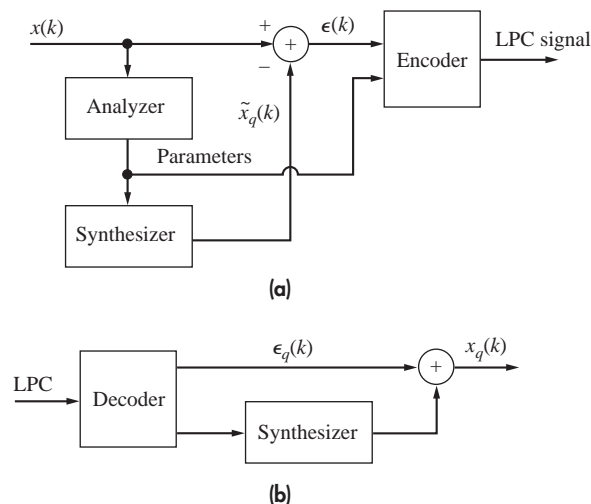 x(k)
+
ϵ(k)
LPC signal
+
Encoder
−
Analyzer
x̃q(k)
Parameters
Synthesizer
(a)
ϵq(k)
xq(k)
LPC
+
Decoder
Synthesizer
(b)